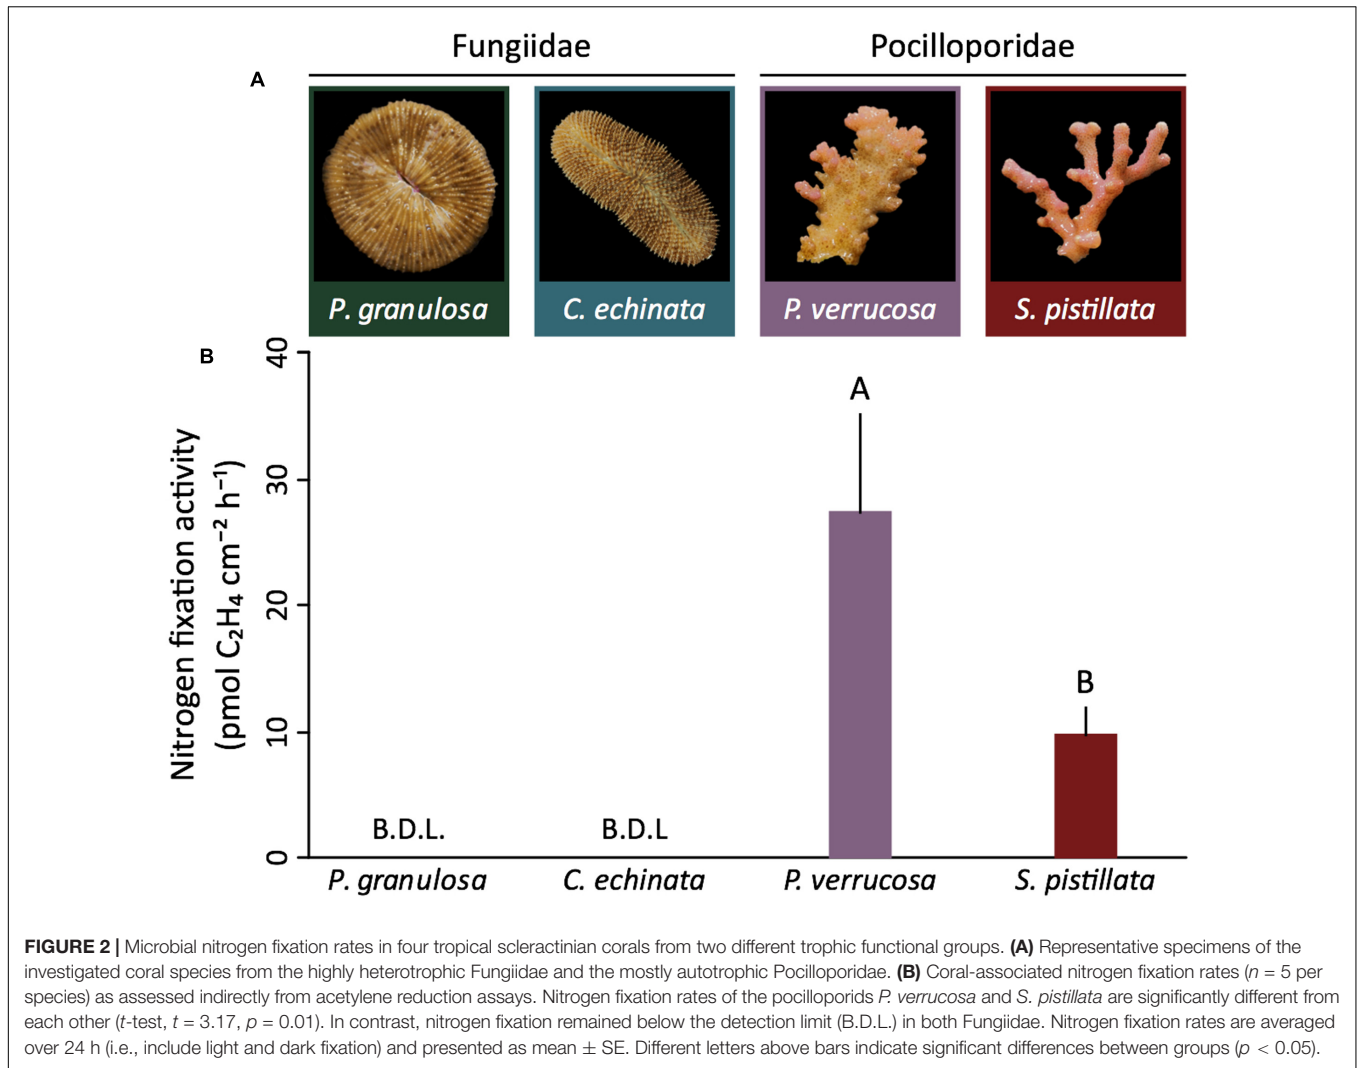 Fungiidae
Pocilloporidae
A
P. granulosa
C. echinata
P. verrucosa
S. pistillata
B
Nitrogen fixation activity
(pmol C₂H₄ cm⁻² h⁻¹)
40
30
20
10
0
A
B
B.D.L.
B.D.L
P. granulosa
C. echinata
P. verrucosa
S. pistillata
FIGURE 2 | Microbial nitrogen fixation rates in four tropical scleractinian corals from two different trophic functional groups. (A) Representative specimens of the
investigated coral species from the highly heterotrophic Fungiidae and the mostly autotrophic Pocilloporidae. (B) Coral-associated nitrogen fixation rates (n = 5 per
species) as assessed indirectly from acetylene reduction assays. Nitrogen fixation rates of the pocilloporids P. verrucosa and S. pistillata are significantly different from
each other (t-test, t = 3.17, p = 0.01). In contrast, nitrogen fixation remained below the detection limit (B.D.L.) in both Fungiidae. Nitrogen fixation rates are averaged
over 24 h (i.e., include light and dark fixation) and presented as mean ± SE. Different letters above bars indicate significant differences between groups (p < 0.05).